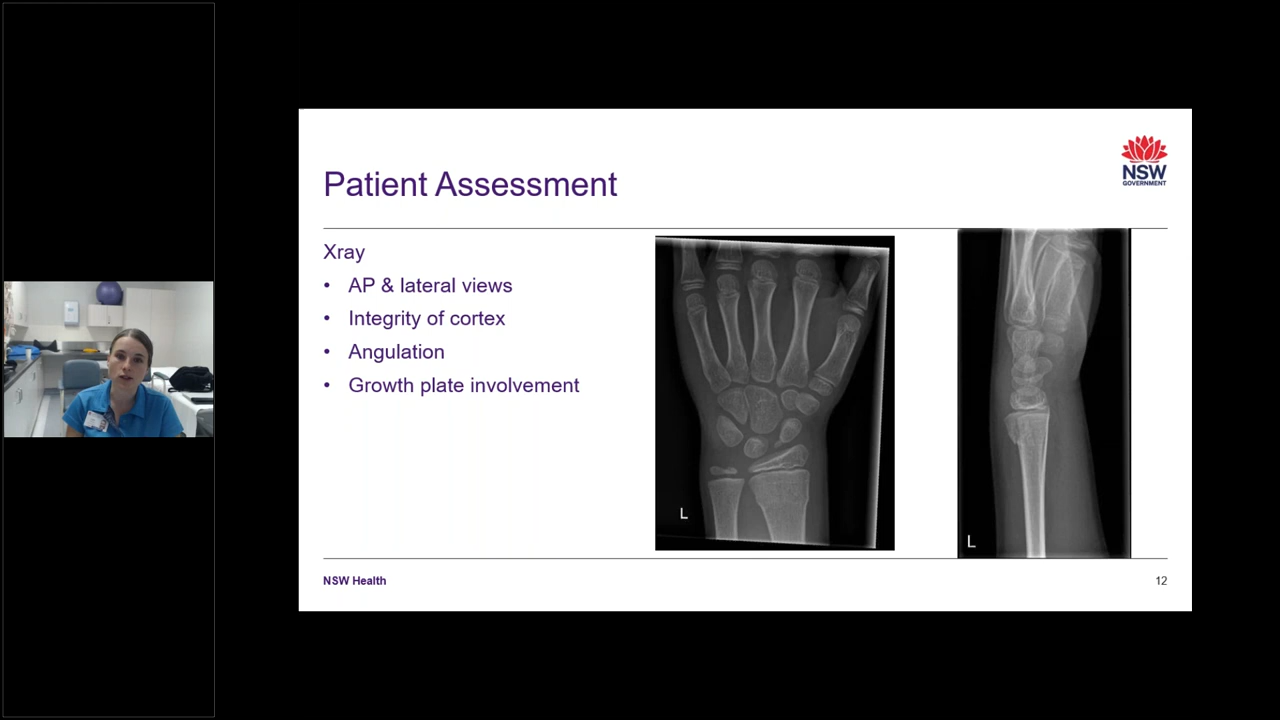 Patient Assessment
NSW
GOVERNMENT
Xray
• AP & lateral views
• Integrity of cortex
• Angulation
• Growth plate involvement
L
L
NSW Health
12